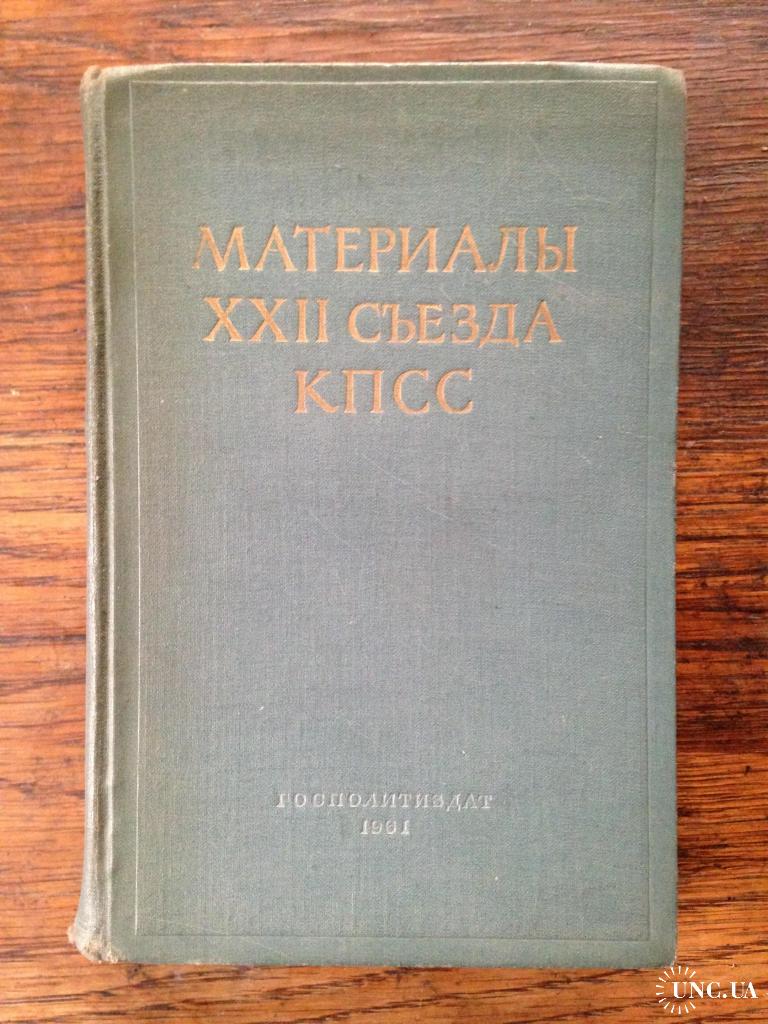 МАТЕРИАЛЫ
XXII СЪЕЗДА
КПСС
ГОСПОЛИТИЗДАТ
1961
UNC.UA